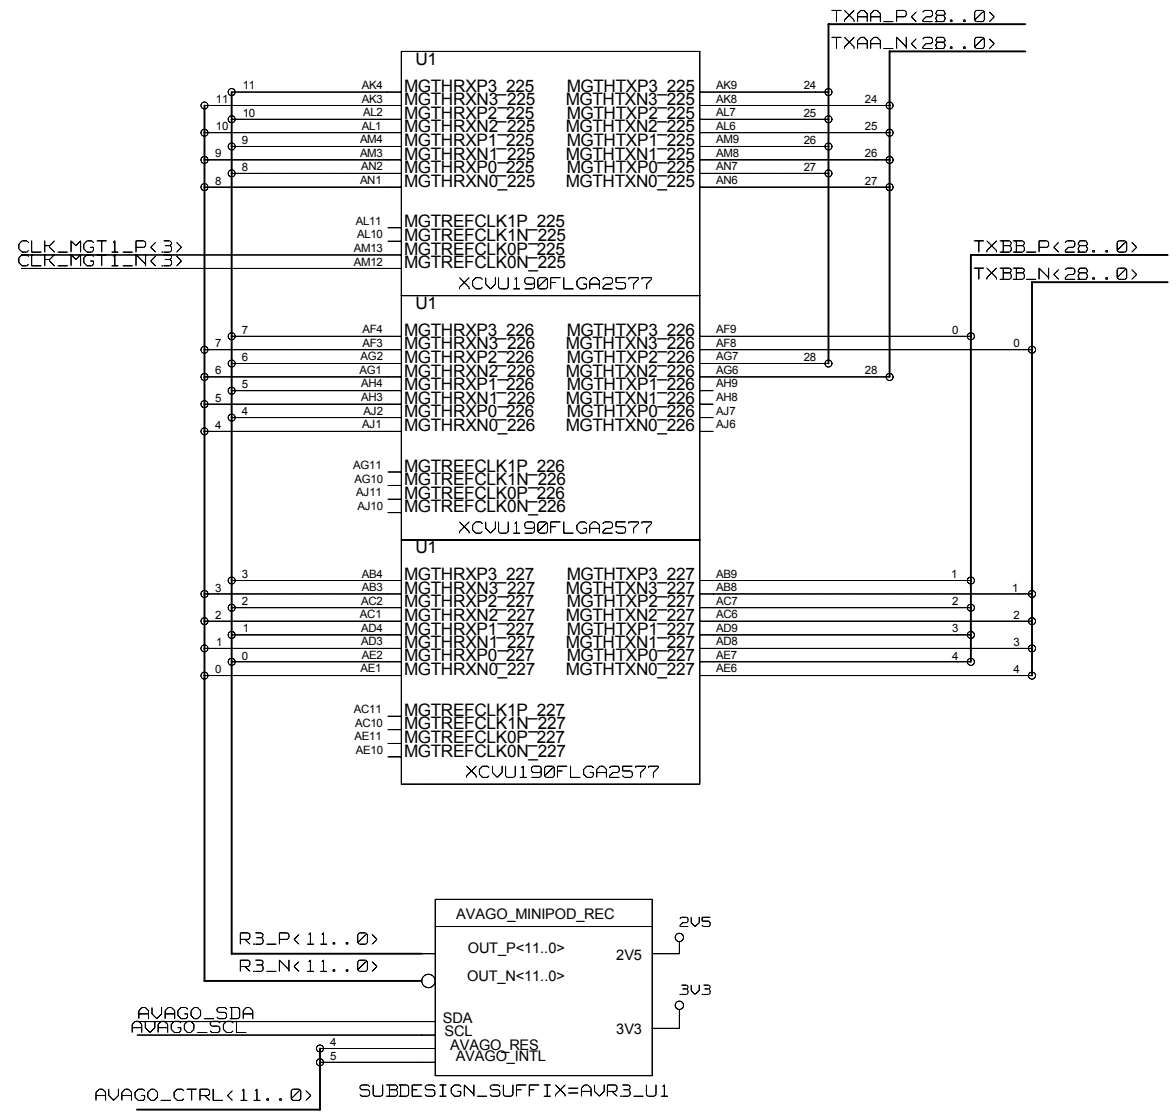 TXAA_P<28..0>
TXAA_N<28..0>
U1
11 AK4 MGTHRXP3_225 MGTHTXP3_225 AK9 24
11 AK3 MGTHRXN3_225 MGTHTXN3_225 AK8 24
10 AL2 MGTHRXP2_225 MGTHTXP2_225 AL7 25
10 AL1 MGTHRXN2_225 MGTHTXN2_225 AL6 25
9 AM4 MGTHRXP1_225 MGTHTXP1_225 AM9 26
9 AM3 MGTHRXN1_225 MGTHTXN1_225 AM8 26
8 AN2 MGTHRXP0_225 MGTHTXP0_225 AN7 27
8 AN1 MGTHRXN0_225 MGTHTXN0_225 AN6 27
AL11 MGTREFCLK1P_225
AL10 MGTREFCLK1N_225
CLK_MGT1_P<3> AM13 MGTREFCLK0P_225 TXBB_P<28..0>
CLK_MGT1_N<3> AM12 MGTREFCLK0N_225
TXBB_N<28..0>
XCVU190FLGA2577
U1
7 AF4 MGTHRXP3_226 MGTHTXP3_226 AF9 0
7 AF3 MGTHRXN3_226 MGTHTXN3_226 AF8 0
6 AG2 MGTHRXP2_226 MGTHTXP2_226 AG7 28
6 AG1 MGTHRXN2_226 MGTHTXN2_226 AG6 28
5 AH4 MGTHRXP1_226 MGTHTXP1_226 AH9
5 AH3 MGTHRXN1_226 MGTHTXN1_226 AH8
4 AJ2 MGTHRXP0_226 MGTHTXP0_226 AJ7
4 AJ1 MGTHRXN0_226 MGTHTXN0_226 AJ6
AG11 MGTREFCLK1P_226
AG10 MGTREFCLK1N_226
AJ11 MGTREFCLK0P_226
AJ10 MGTREFCLK0N_226
XCVU190FLGA2577
U1
3 AB4 MGTHRXP3_227 MGTHTXP3_227 AB9 1
3 AB3 MGTHRXN3_227 MGTHTXN3_227 AB8 1
2 AC2 MGTHRXP2_227 MGTHTXP2_227 AC7 2
2 AC1 MGTHRXN2_227 MGTHTXN2_227 AC6 2
1 AD4 MGTHRXP1_227 MGTHTXP1_227 AD9 3
1 AD3 MGTHRXN1_227 MGTHTXN1_227 AD8 3
0 AE2 MGTHRXP0_227 MGTHTXP0_227 AE7 4
0 AE1 MGTHRXN0_227 MGTHTXN0_227 AE6 4
AC11 MGTREFCLK1P_227
AC10 MGTREFCLK1N_227
AE11 MGTREFCLK0P_227
AE10 MGTREFCLK0N_227
XCVU190FLGA2577
AVAGO_MINIPOD_REC
2V5
R3_P<11..0> OUT_P<11..0> 2V5
R3_N<11..0> OUT_N<11..0>
3V3
AVAGO_SDA SDA
AVAGO_SCL SCL 3V3
4 AVAGO_RES
5 AVAGO_INTL
AVAGO_CTRL<11..0> SUBDESIGN_SUFFIX=AVR3_U1